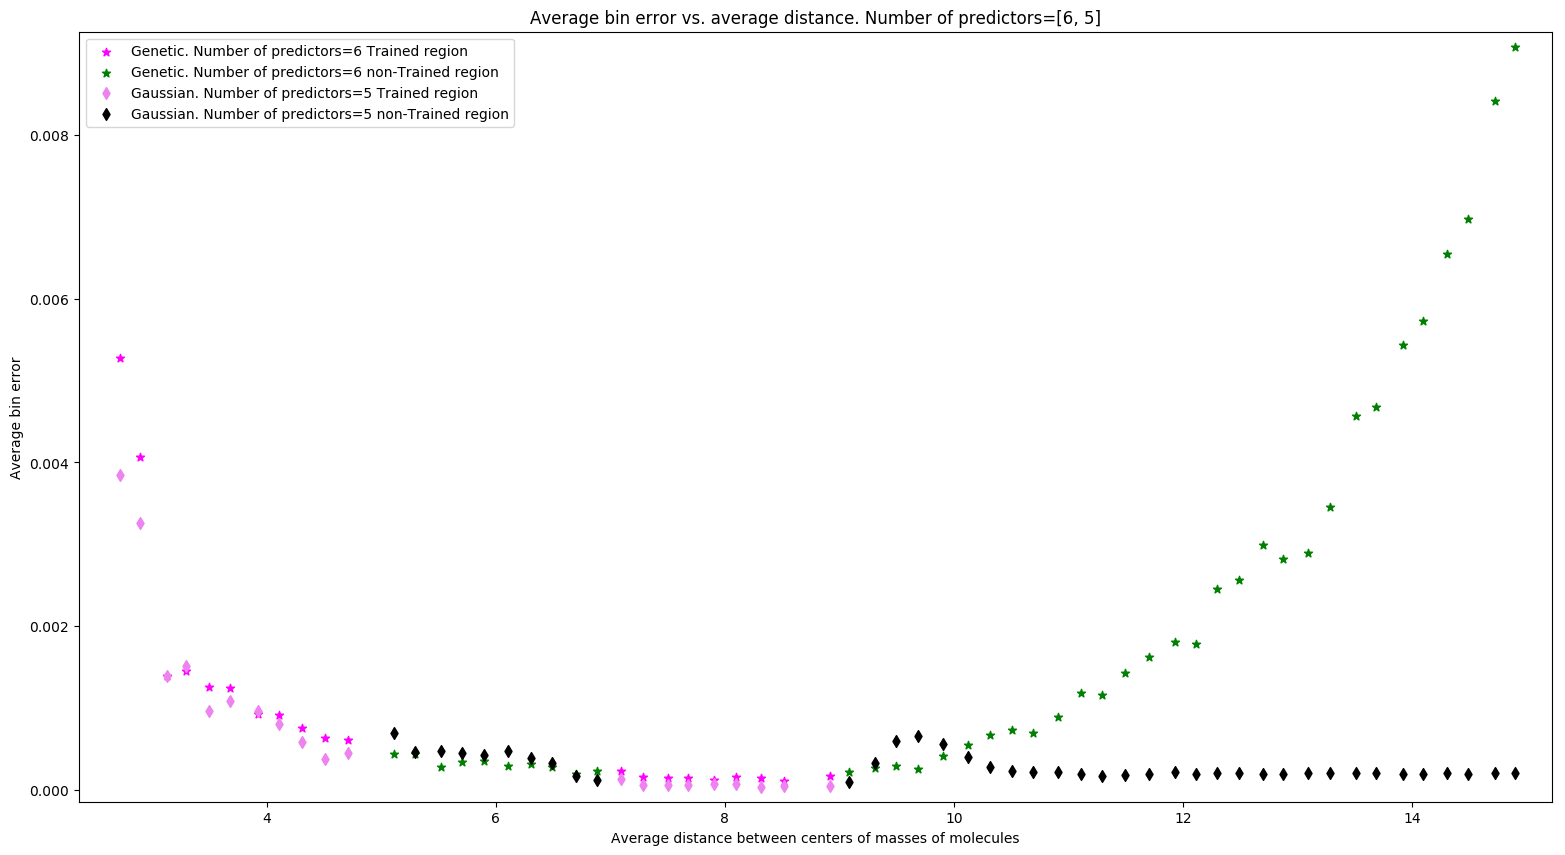 Average bin error vs. average distance. Number of predictors=[6, 5]
Genetic. Number of predictors=6 Trained region
Genetic. Number of predictors=6 non-Trained region
Gaussian. Number of predictors=5 Trained region
Gaussian. Number of predictors=5 non-Trained region
0.008
0.006
0.004
0.002
0.000
Average bin error
4
6
8
10
12
14
Average distance between centers of masses of molecules